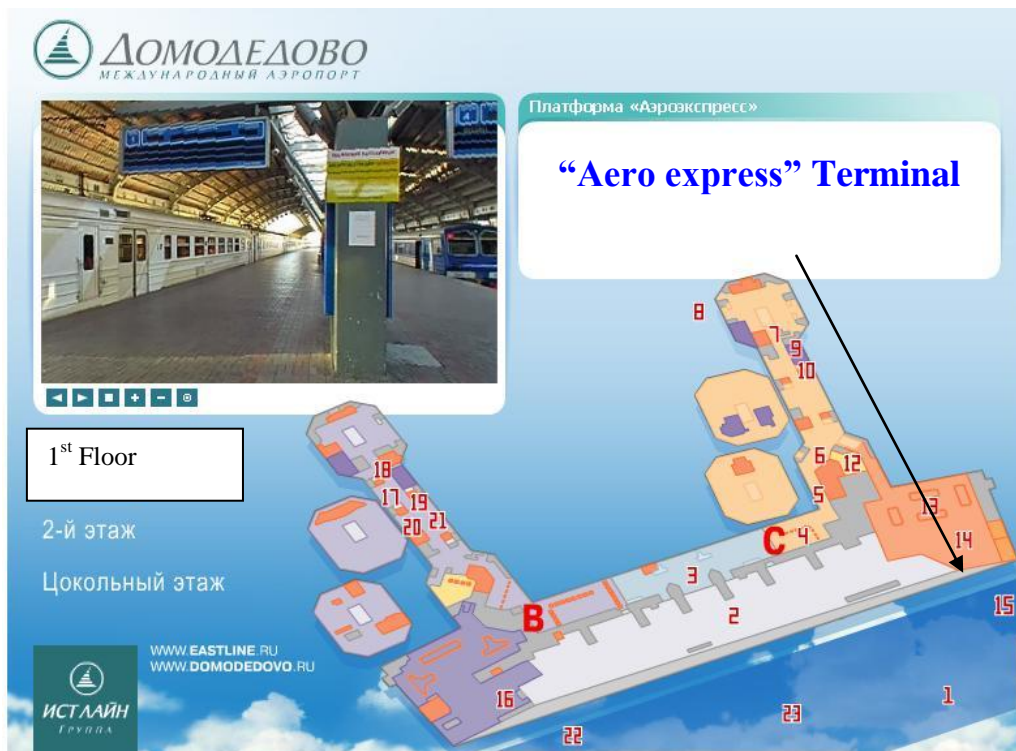 ДОМОДЕДОВО
МЕЖДУНАРОДНЫЙ АЭРОПОРТ
Платформа «Аэроэкспресс»
“Aero express” Terminal
1st Floor
2-й этаж
Цокольный этаж
8
7
9
10
6
12
5
13
4
14
C
3
15
2
18
17
19
21
20
B
16
1
23
22
WWW.EASTLINE.RU
WWW.DOMODEDOVO.RU
ИСТЛАЙН
ГРУППА